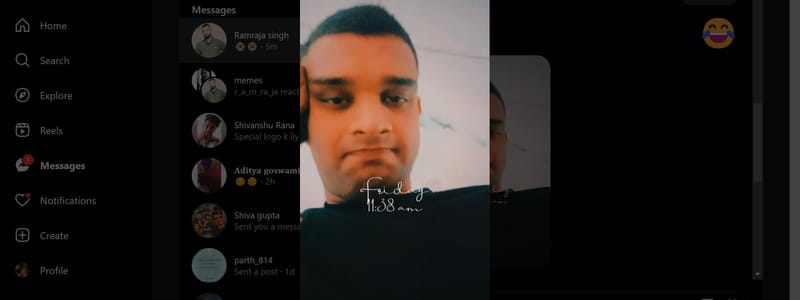 Home
Search
Explore
Reels
Messages
Notifications
Create
Profile
Messages
Ramraja singh
5m
memes
r_a_m_ra_ja reac
Shivanshu Rana
Special logo k liy
Aditya goswami
2h
Shiva gupta
Sent you a messa
parth_814
Sent a post · 1d
Friday
11:38 am